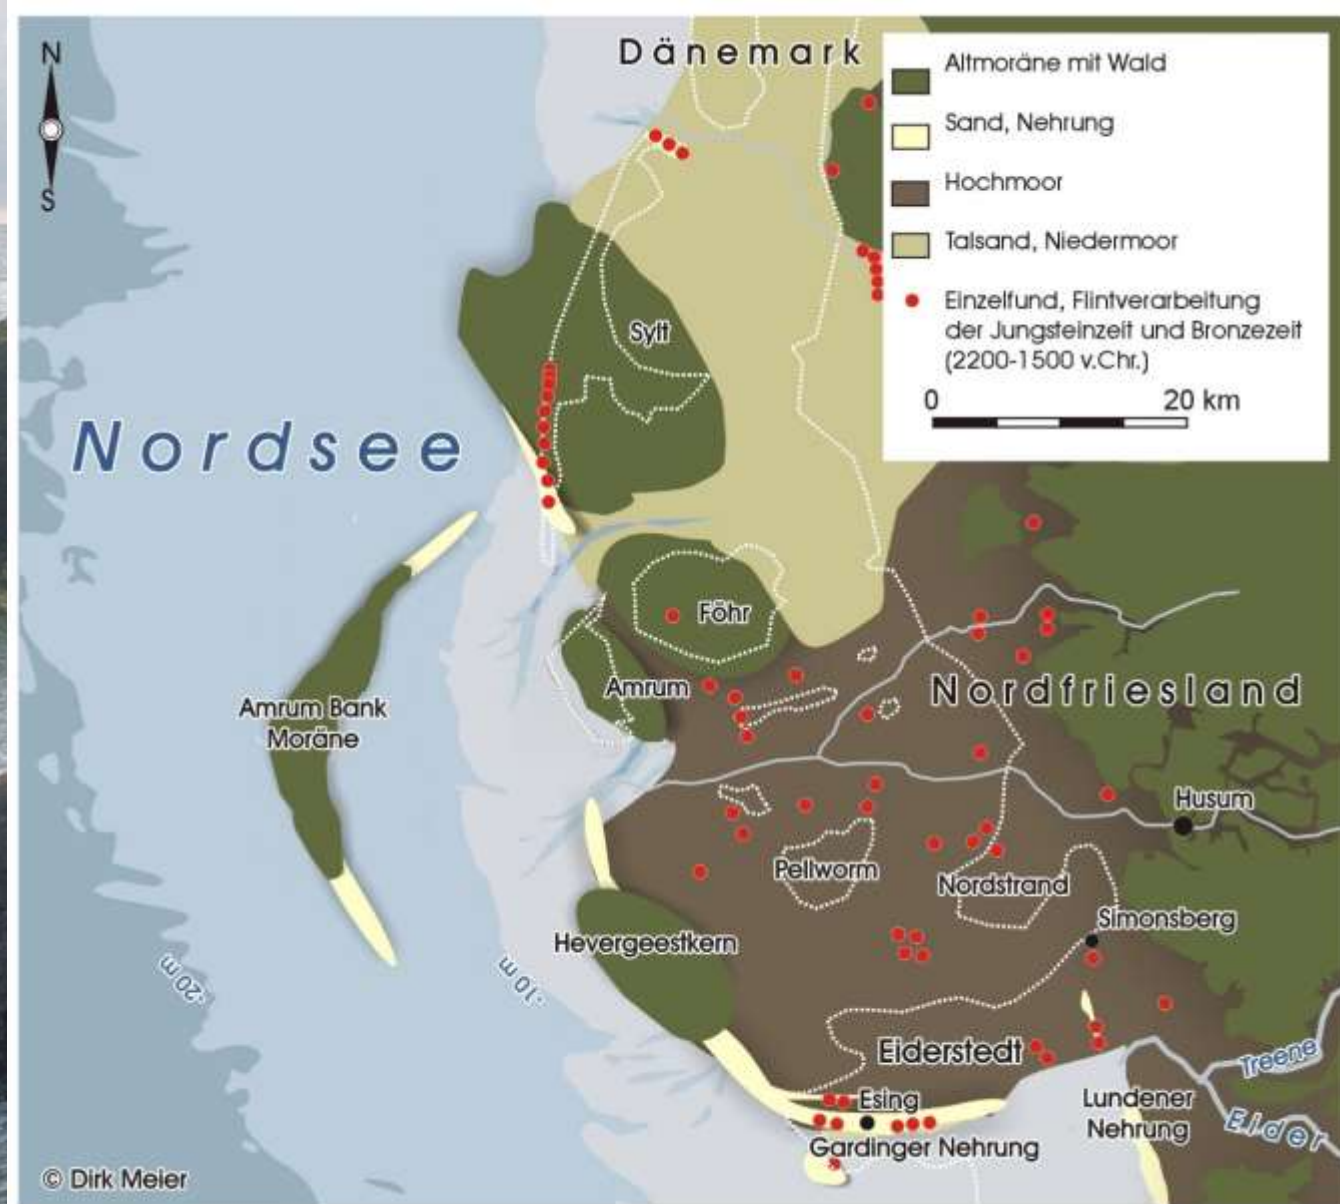 N
S
Dänemark
Altmoräne mit Wald
Sand, Nehrung
Hochmoor
Talsand, Niedermoor
Einzelfund, Flintverarbeitung
der Jungsteinzeit und Bronzezeit
(2200-1500 v.Chr.)
0 20 km
Sylt
Nordsee
Föhr
Amrum
Nordfriesland
Amrum Bank
Moräne
Husum
Pellworm
Nordstrand
Simonsberg
Hevergeestkern
-20 m
-10 m
Eiderstedt
Treene
Esing
Lundener
Nehrung
Eider
Gardinger Nehrung
© Dirk Meier